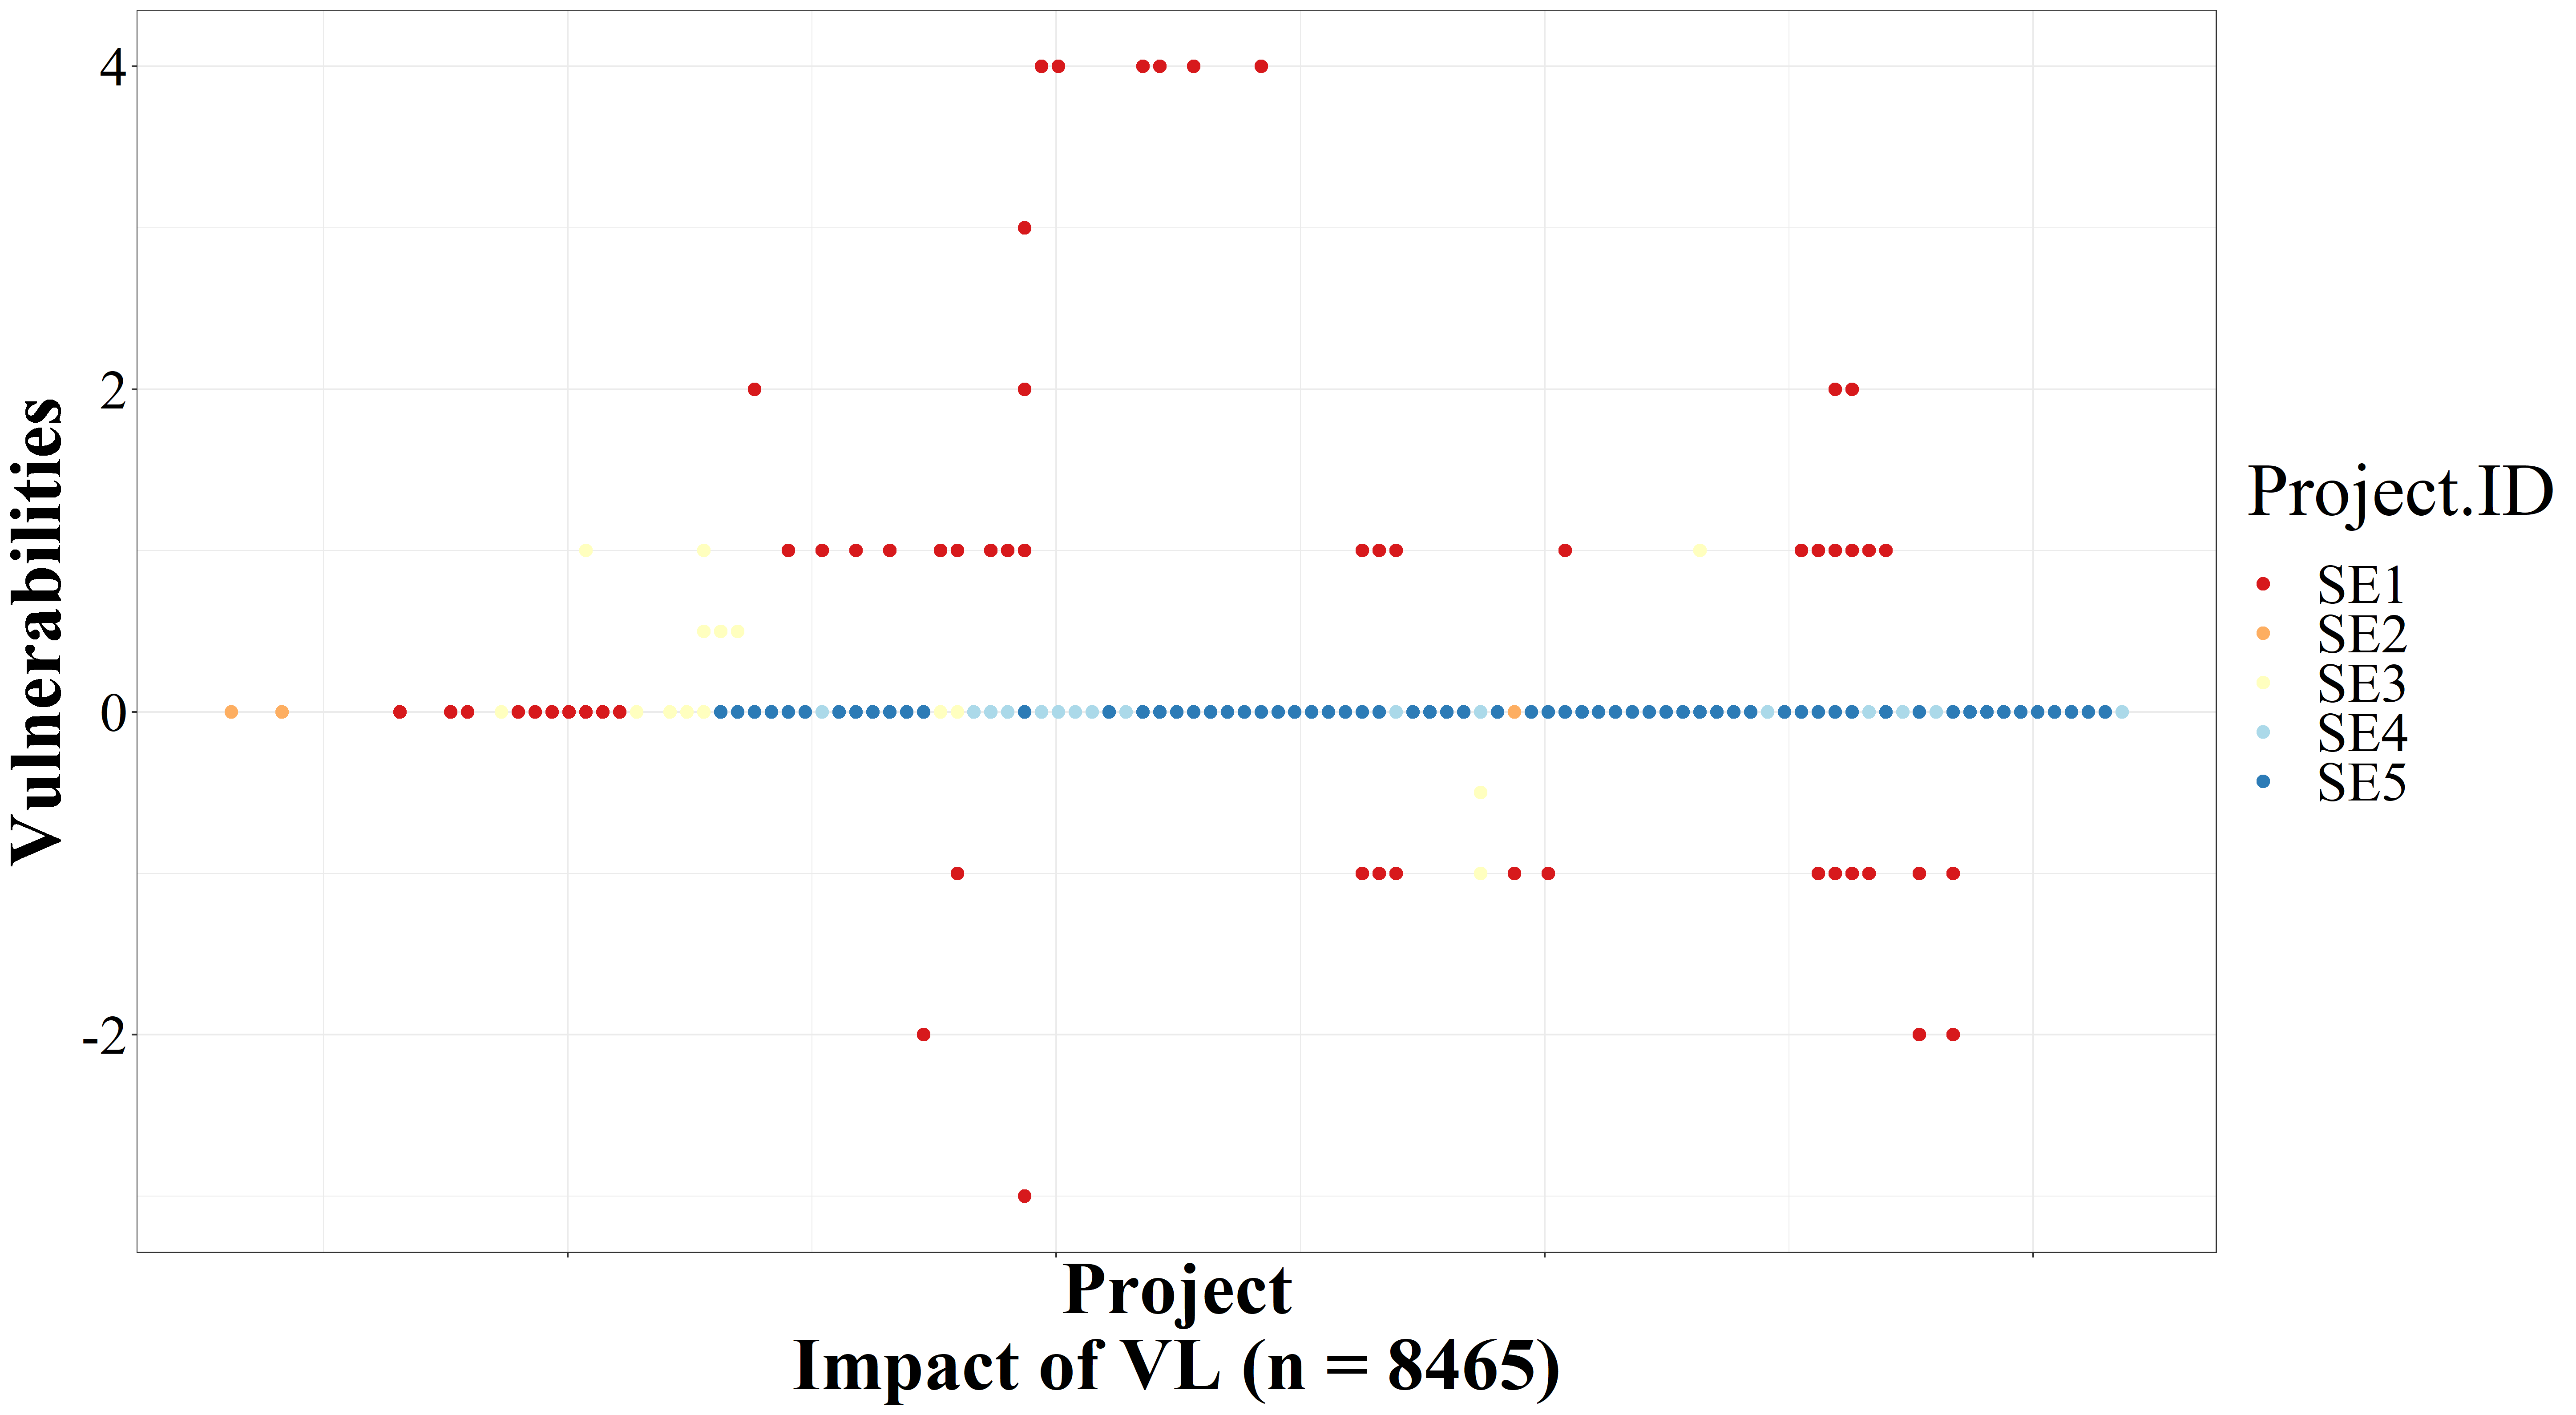 Vulnerabilities
4
2
0
-2
Project
Impact of VL (n = 8465)
Project.ID
SE1
SE2
SE3
SE4
SE5